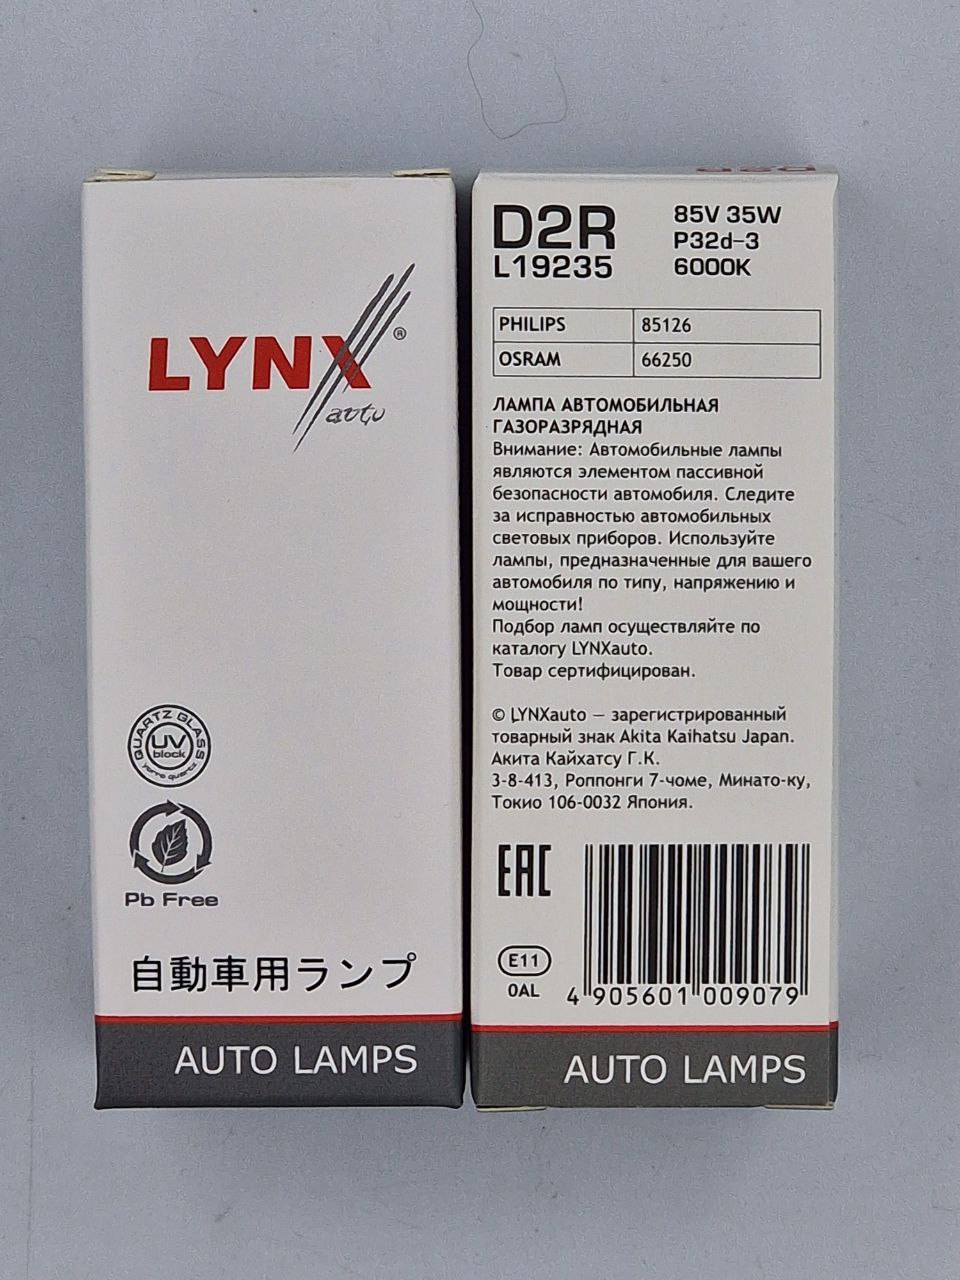 LYNX®
auto
QUARTZ GLASS
UV
block
Pb Free
自動車用ランプ
AUTO LAMPS
D2R
L19235
85V 35W
P32d-3
6000K
PHILIPS 85126
OSRAM 66250
ЛАМПА АВТОМОБИЛЬНАЯ
ГАЗОРАЗРЯДНАЯ
Внимание: Автомобильные лампы
являются элементом пассивной
безопасности автомобиля. Следите
за исправностью автомобильных
световых приборов. Используйте
лампы, предназначенные для вашего
автомобиля по типу, напряжению и
мощности!
Подбор ламп осуществляйте по
каталогу LYNXauto.
Товар сертифицирован.
© LYNXauto — зарегистрированный
товарный знак Akita Kaihatsu Japan.
Акита Кайхатсу Г.К.
3-8-413, Роппонги 7-чоме, Минато-ку,
Токио 106-0032 Япония.
EAC
E11
0AL
4 905601 009079
AUTO LAMPS